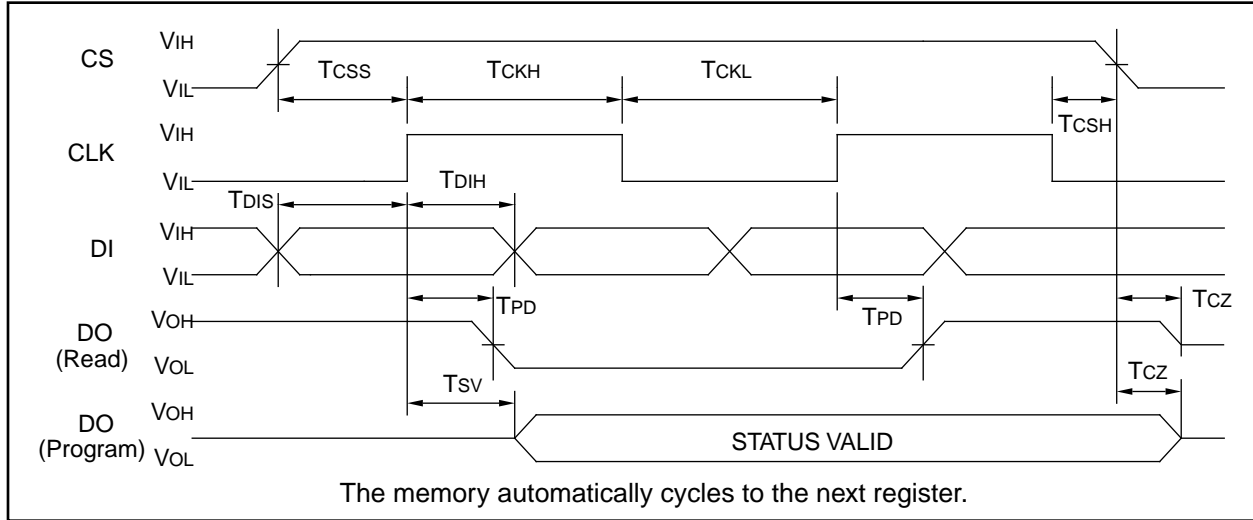 CS
VIH
VIL
TCSS
TCKH
TCKL
TCSH
CLK
VIH
VIL
TDIS
TDIH
DI
VIH
VIL
TPD
TPD
TCZ
DO
(Read)
VOH
VOL
TSV
TCZ
DO
(Program)
VOH
VOL
STATUS VALID
The memory automatically cycles to the next register.